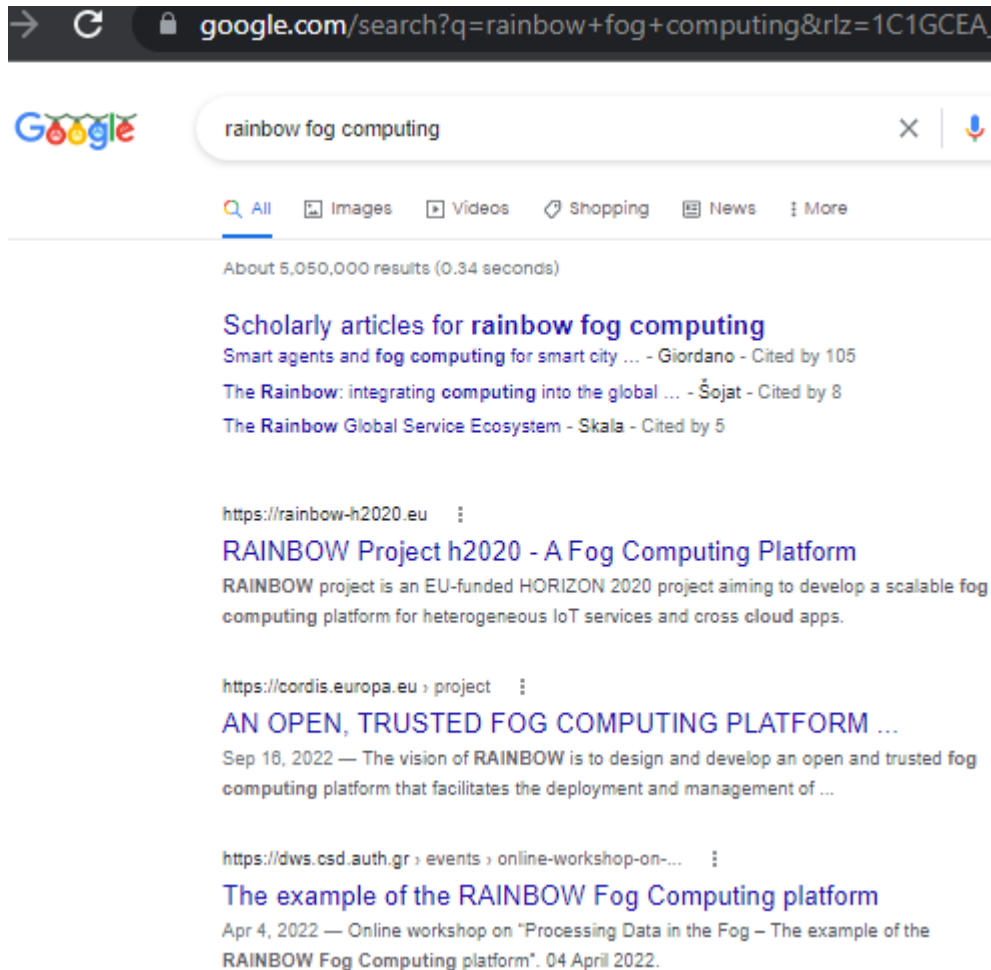 google.com/search?q=rainbow+fog+computing&rlz=1C1GCEA_
Google
rainbow fog computing
All Images Videos Shopping News More
About 5,050,000 results (0.34 seconds)
Scholarly articles for rainbow fog computing
Smart agents and fog computing for smart city ... - Giordano - Cited by 105
The Rainbow: integrating computing into the global ... - Šojat - Cited by 8
The Rainbow Global Service Ecosystem - Skala - Cited by 5
https://rainbow-h2020.eu
RAINBOW Project h2020 - A Fog Computing Platform
RAINBOW project is an EU-funded HORIZON 2020 project aiming to develop a scalable fog
computing platform for heterogeneous IoT services and cross cloud apps.
https://cordis.europa.eu › project
AN OPEN, TRUSTED FOG COMPUTING PLATFORM ...
Sep 16, 2022 — The vision of RAINBOW is to design and develop an open and trusted fog
computing platform that facilitates the deployment and management of ...
https://dws.csd.auth.gr › events › online-workshop-on-...
The example of the RAINBOW Fog Computing platform
Apr 4, 2022 — Online workshop on "Processing Data in the Fog – The example of the
RAINBOW Fog Computing platform". 04 April 2022.